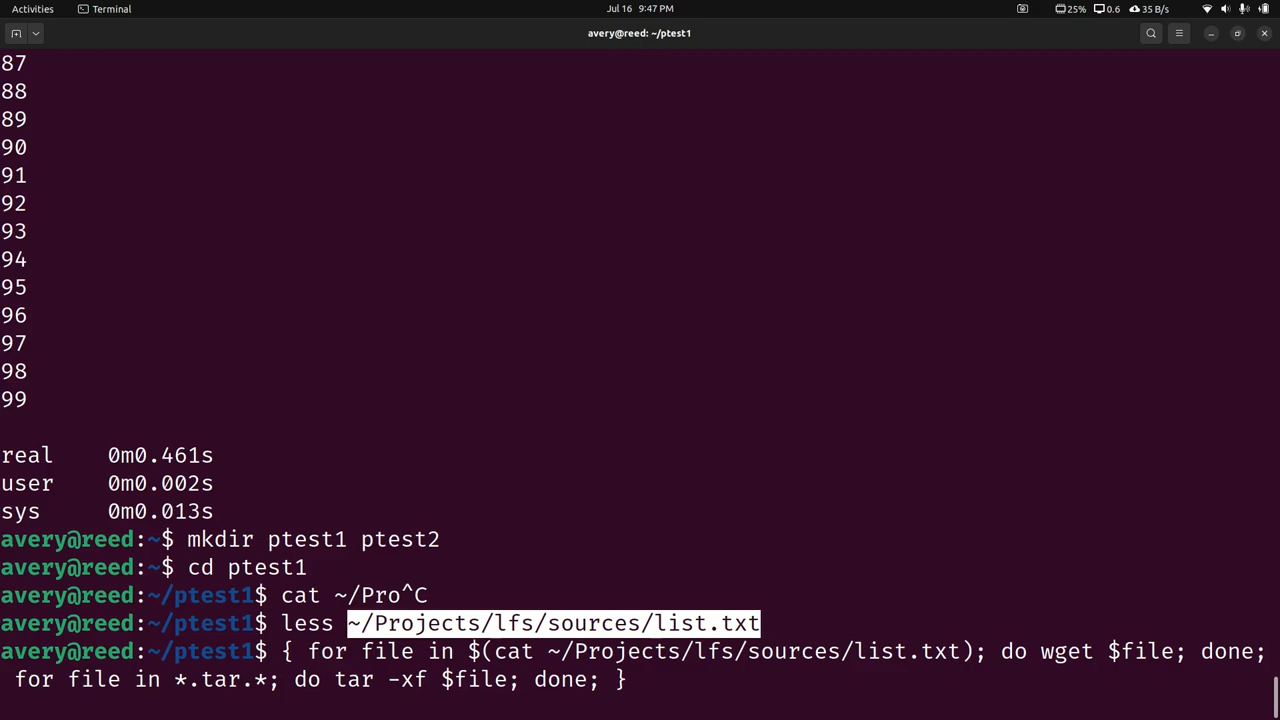 Activities Terminal Jul 16 9:47 PM 25% 0.6 35 B/s
avery@reed: ~/ptest1
87
88
89
90
91
92
93
94
95
96
97
98
99
real 0m0.461s
user 0m0.002s
sys 0m0.013s
avery@reed:~$ mkdir ptest1 ptest2
avery@reed:~$ cd ptest1
avery@reed:~/ptest1$ cat ~/Pro^C
avery@reed:~/ptest1$ less ~/Projects/lfs/sources/list.txt
avery@reed:~/ptest1$ { for file in $(cat ~/Projects/lfs/sources/list.txt); do wget $file; done;
for file in *.tar.*; do tar -xf $file; done; }